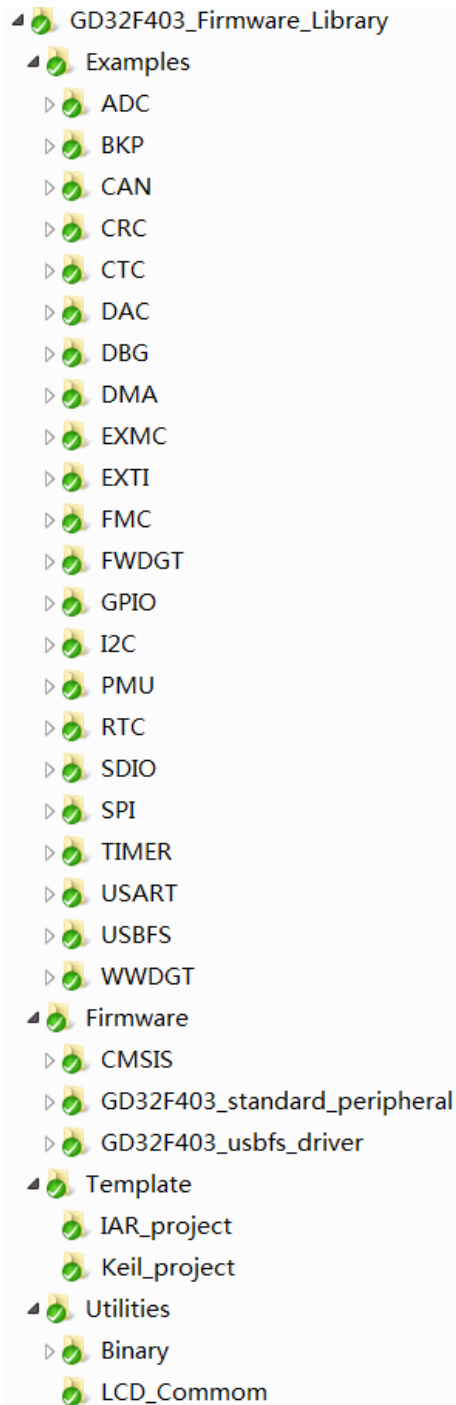 GD32F403_Firmware_Library
Examples
ADC
BKP
CAN
CRC
CTC
DAC
DBG
DMA
EXMC
EXTI
FMC
FWDGT
GPIO
I2C
PMU
RTC
SDIO
SPI
TIMER
USART
USBFS
WWDGT
Firmware
CMSIS
GD32F403_standard_peripheral
GD32F403_usbfs_driver
Template
IAR_project
Keil_project
Utilities
Binary
LCD_Commom